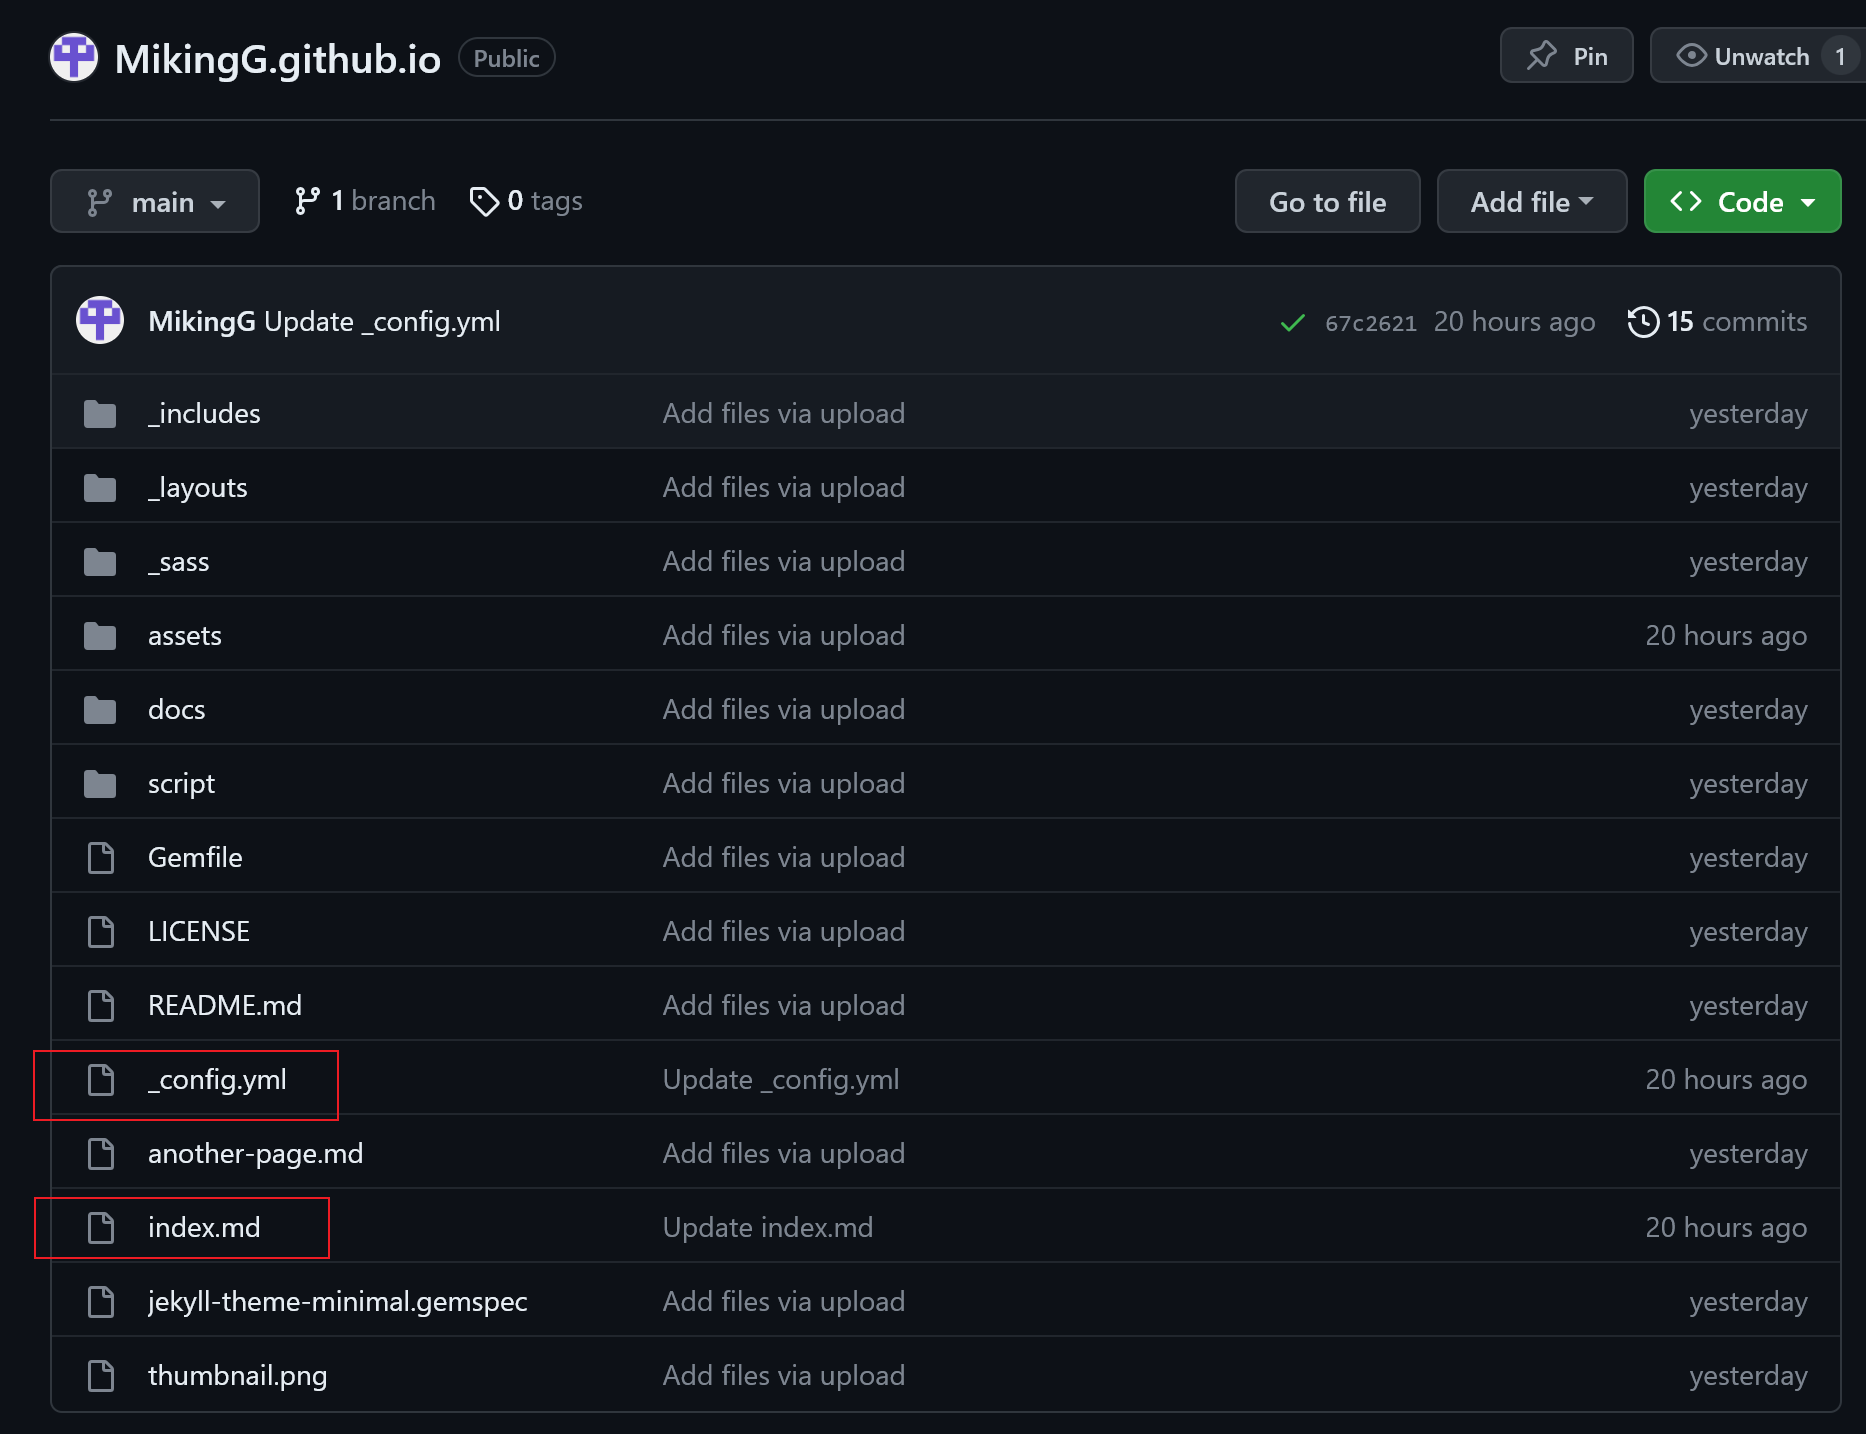 MikingG.github.io Public Pin Unwatch 1
main 1 branch 0 tags Go to file Add file Code
MikingG Update _config.yml 67c2621 20 hours ago 15 commits
_includes Add files via upload yesterday
_layouts Add files via upload yesterday
_sass Add files via upload yesterday
assets Add files via upload 20 hours ago
docs Add files via upload yesterday
script Add files via upload yesterday
Gemfile Add files via upload yesterday
LICENSE Add files via upload yesterday
README.md Add files via upload yesterday
_config.yml Update _config.yml 20 hours ago
another-page.md Add files via upload yesterday
index.md Update index.md 20 hours ago
jekyll-theme-minimal.gemspec Add files via upload yesterday
thumbnail.png Add files via upload yesterday